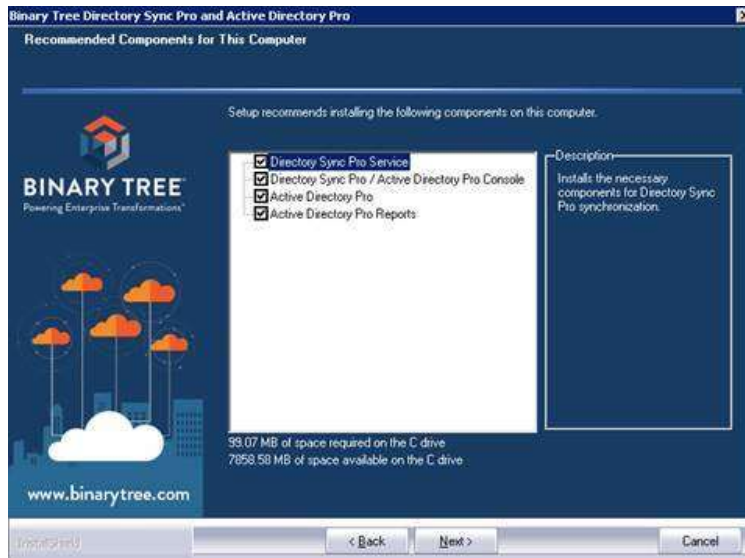 Binary Tree Directory Sync Pro and Active Directory Pro
Recommended Components for This Computer
Setup recommends installing the following components on this computer.
Directory Sync Pro Service
Directory Sync Pro / Active Directory Pro Console
Active Directory Pro
Active Directory Pro Reports
Description
Installs the necessary
components for Directory Sync
Pro synchronization.
BINARY TREE
Powering Enterprise Transformations
99.07 MB of space required on the C drive
7858.58 MB of space available on the C drive
www.binarytree.com
InstallShield
< Back
Next >
Cancel